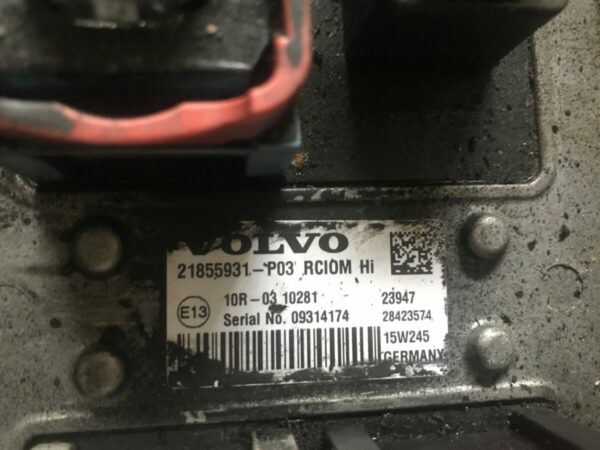 VOLVO
21855931-P03 RCIOM Hi
10R-03 10281 23947
E13
Serial No. 09314174 28423574
15W245
GERMANY